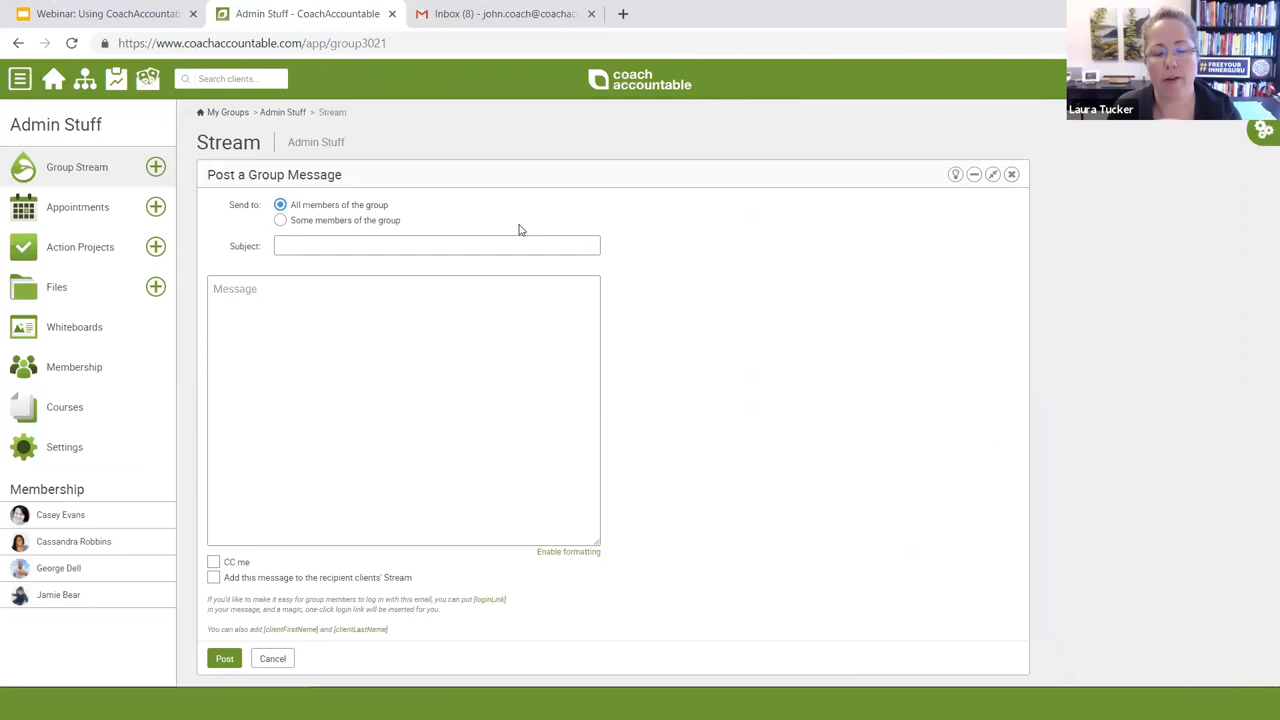 Webinar: Using CoachAccountable
Admin Stuff - CoachAccountable
Inbox (8) - john.coach@coachac
https://www.coachaccountable.com/app/group3021
Search clients...
coach
accountable
#FREEYOUR
INNERGURU
Laura Tucker
Admin Stuff
Group Stream
Appointments
Action Projects
Files
Whiteboards
Membership
Courses
Settings
Membership
Casey Evans
Cassandra Robbins
George Dell
Jamie Bear
My Groups > Admin Stuff > Stream
Stream | Admin Stuff
Post a Group Message
Send to: All members of the group
Some members of the group
Subject:
Message
Enable formatting
CC me
Add this message to the recipient clients' Stream
If you'd like to make it easy for group members to log in with this email, you can put [loginLink]
in your message, and a magic, one-click login link will be inserted for you.
You can also add [clientFirstName] and [clientLastName]
Post
Cancel